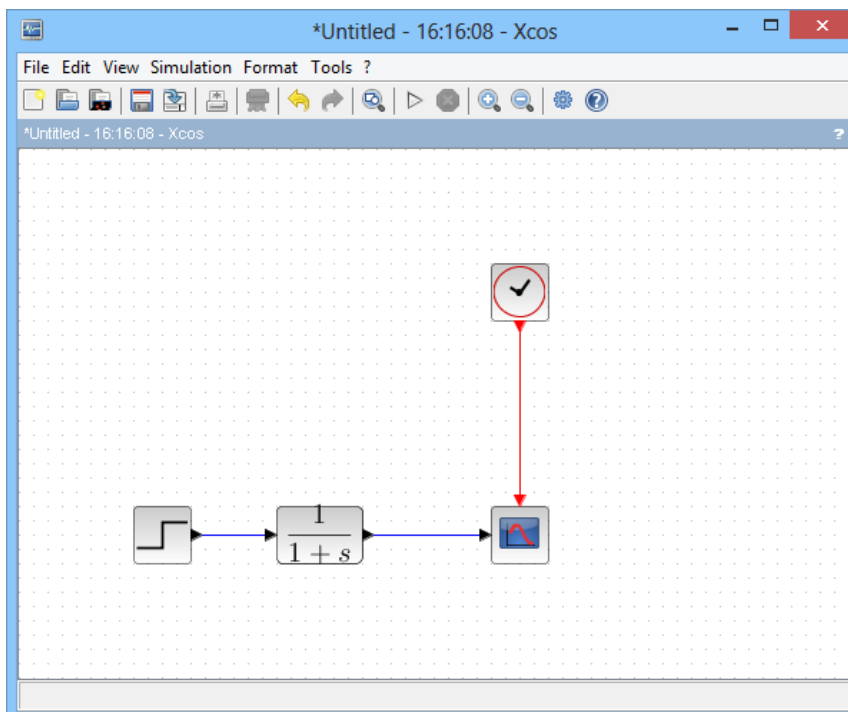 *Untitled - 16:16:08 - Xcos
File Edit View Simulation Format Tools ?
*Untitled - 16:16:08 - Xcos ?
1
1 + s